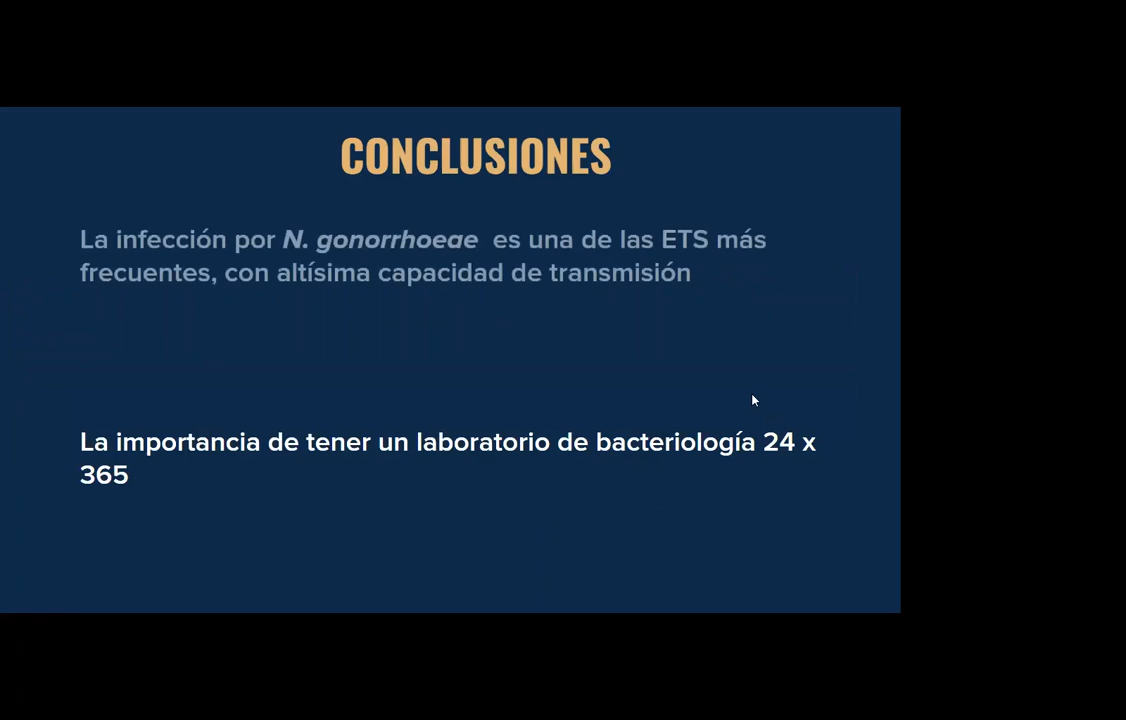 CONCLUSIONES
La infección por N. gonorrhoeae es una de las ETS más
frecuentes, con altísima capacidad de transmisión
La importancia de tener un laboratorio de bacteriología 24 x
365